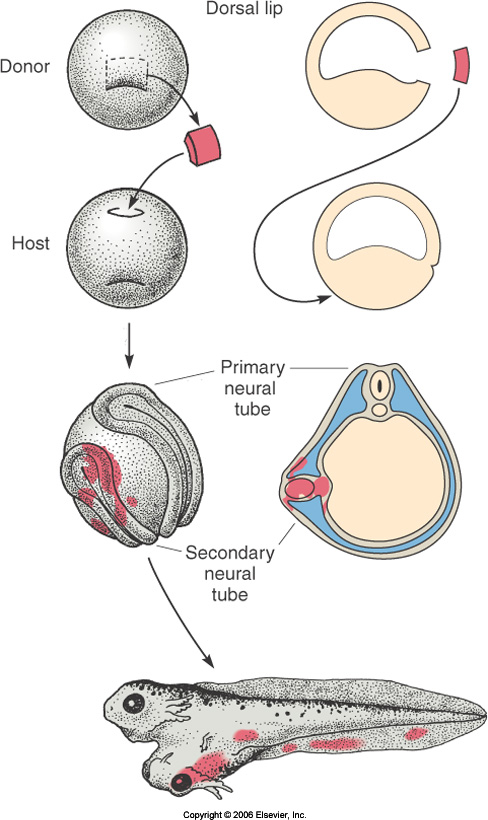 Dorsal lip
Donor
Host
Primary
neural
tube
Secondary
neural
tube
Copyright © 2006 Elsevier, Inc.